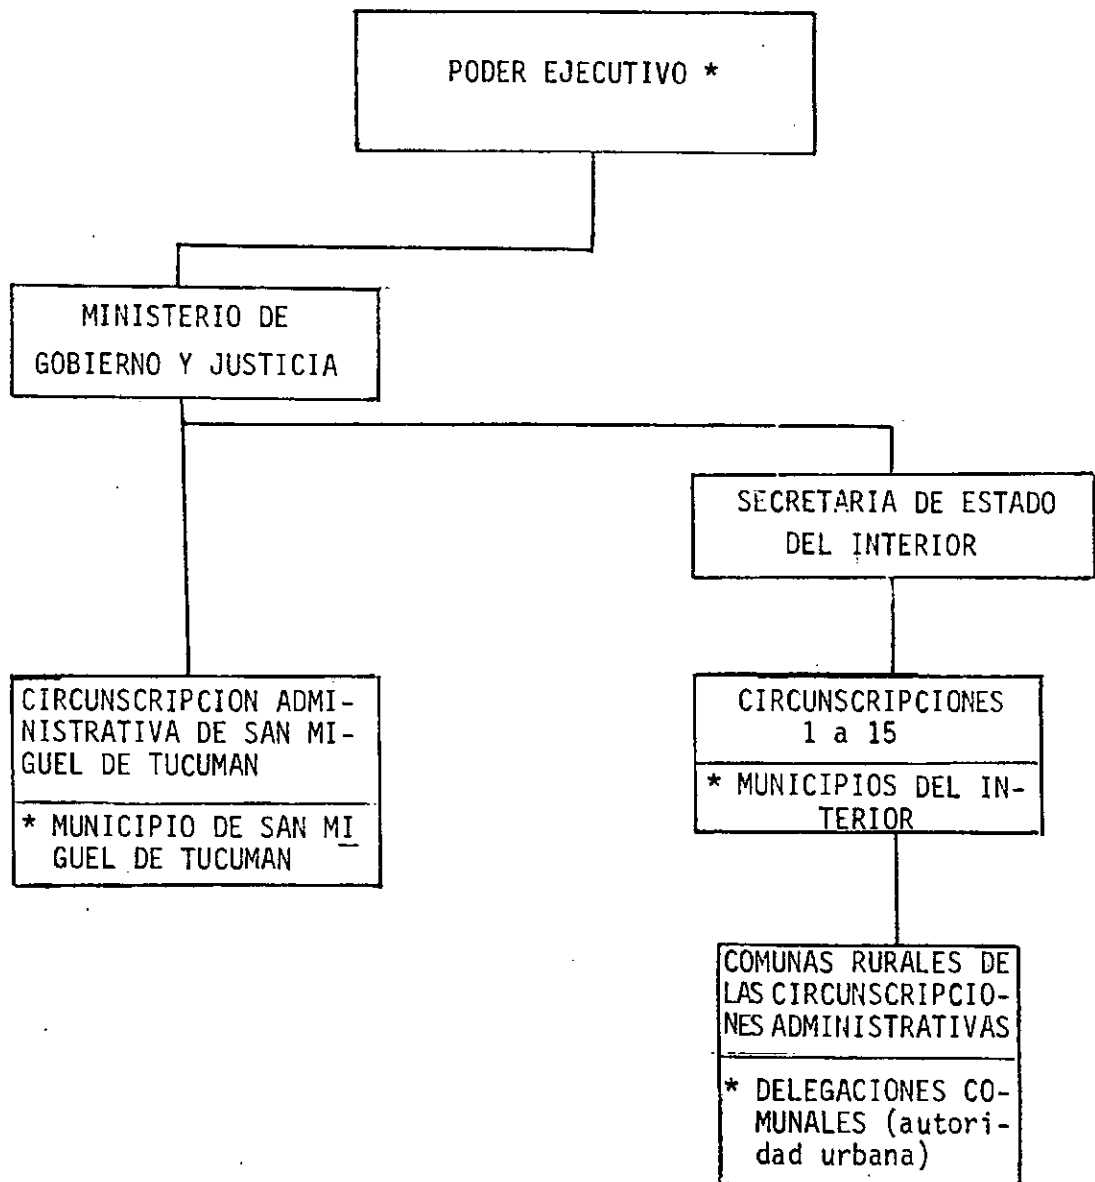 PODER EJECUTIVO *
MINISTERIO DE
GOBIERNO Y JUSTICIA
SECRETARIA DE ESTADO
DEL INTERIOR
CIRCUNSCRIPCION ADMI-
NISTRATIVA DE SAN MI-
GUEL DE TUCUMAN
* MUNICIPIO DE SAN MI
GUEL DE TUCUMAN
CIRCUNSCRIPCIONES
1 a 15
* MUNICIPIOS DEL IN-
TERIOR
COMUNAS RURALES DE
LAS CIRCUNSCRIPCIO-
NES ADMINISTRATIVAS
* DELEGACIONES CO-
MUNALES (autori-
dad urbana)